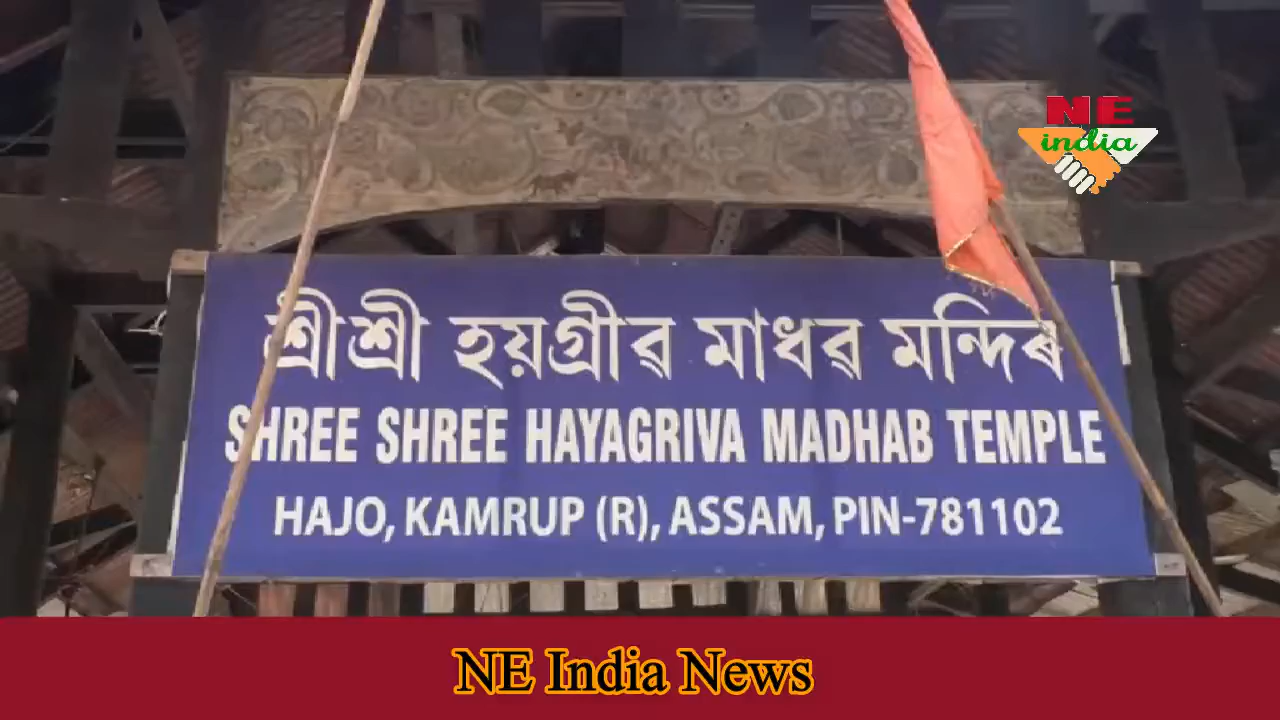 NE
india
শ্ৰীশ্ৰী হয়গ্ৰীৱ মাধৱ মন্দিৰ
SHREE SHREE HAYAGRIVA MADHAB TEMPLE
HAJO, KAMRUP (R), ASSAM, PIN-781102
NE India News